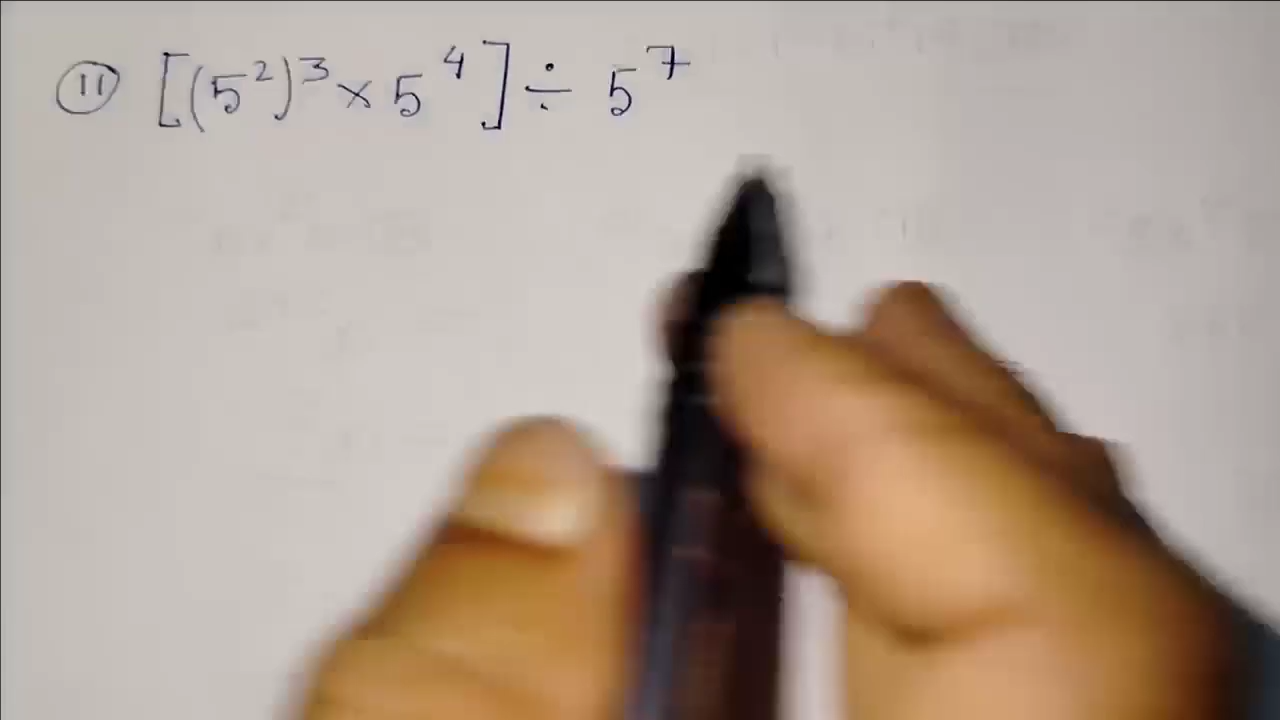 ⑪ [(5²)³ × 5⁴] ÷ 5⁷